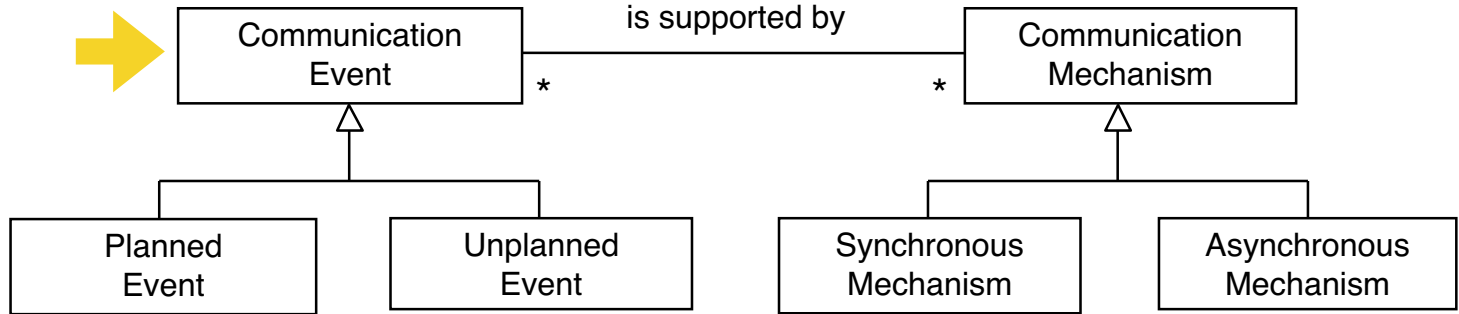 Communication
Event
is supported by
*
*
Communication
Mechanism
Planned
Event
Unplanned
Event
Synchronous
Mechanism
Asynchronous
Mechanism